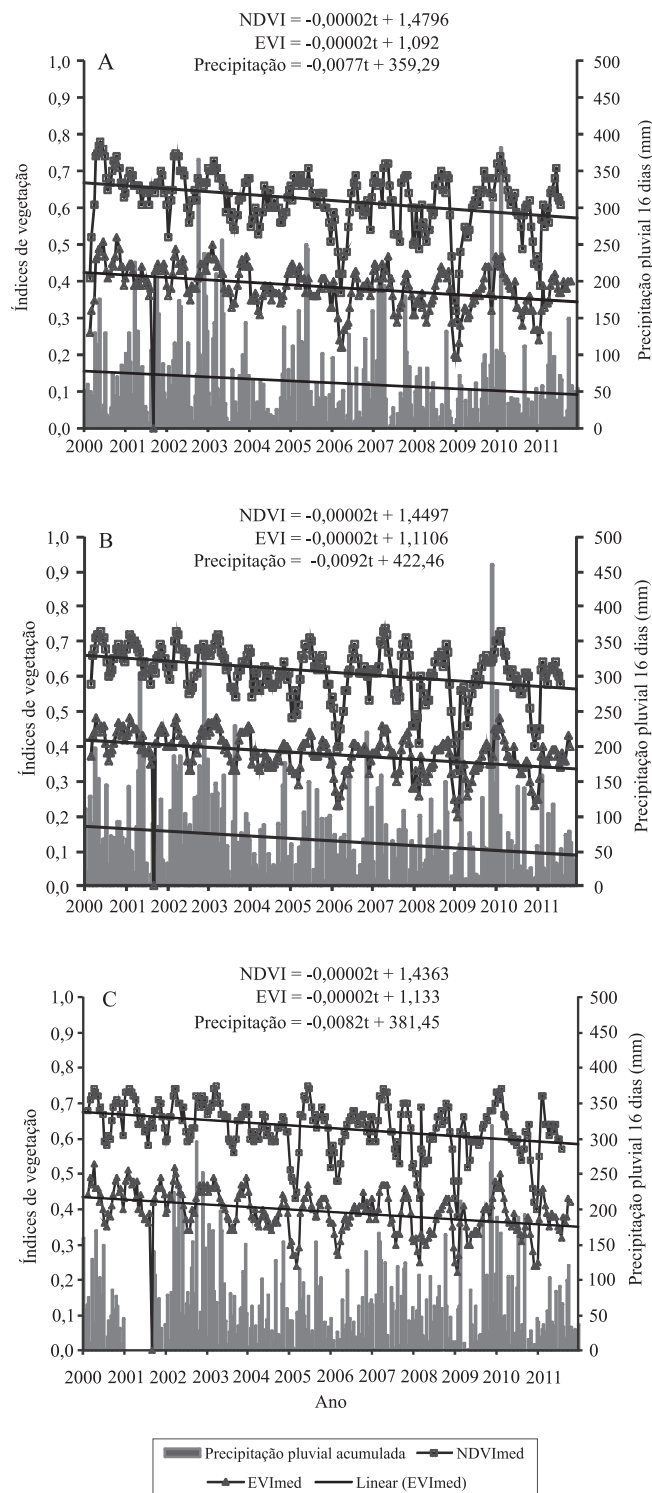 NDVI = -0,00002t + 1,4796
EVI = -0,00002t + 1,092
Precipitação = -0,0077t + 359,29
A
1,0
0,9
0,8
0,7
0,6
0,5
0,4
0,3
0,2
0,1
0,0
Índices de vegetação
500
450
400
350
300
250
200
150
100
50
0
Precipitação pluvial 16 dias (mm)
2000 2001 2002 2003 2004 2005 2006 2007 2008 2009 2010 2011
NDVI = -0,00002t + 1,4497
EVI = -0,00002t + 1,1106
Precipitação = -0,0092t + 422,46
B
1,0
0,9
0,8
0,7
0,6
0,5
0,4
0,3
0,2
0,1
0,0
Índices de vegetação
500
450
400
350
300
250
200
150
100
50
0
Precipitação pluvial 16 dias (mm)
2000 2001 2002 2003 2004 2005 2006 2007 2008 2009 2010 2011
NDVI = -0,00002t + 1,4363
EVI = -0,00002t + 1,133
Precipitação = -0,0082t + 381,45
C
1,0
0,9
0,8
0,7
0,6
0,5
0,4
0,3
0,2
0,1
0,0
Índices de vegetação
500
450
400
350
300
250
200
150
100
50
0
Precipitação pluvial 16 dias (mm)
2000 2001 2002 2003 2004 2005 2006 2007 2008 2009 2010 2011
Ano
Precipitação pluvial acumulada NDVImed
EVImed Linear (EVImed)